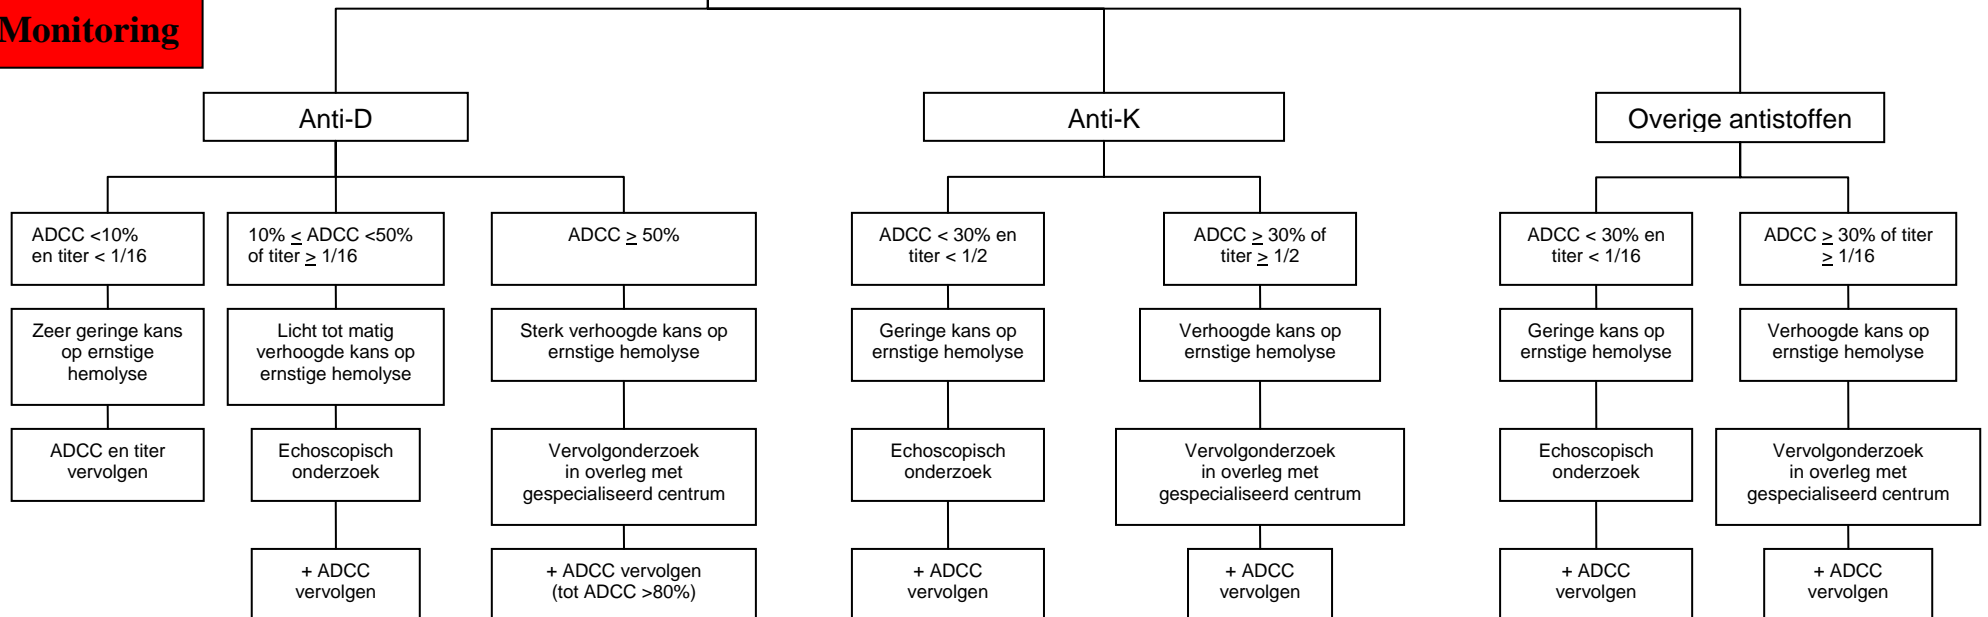 Monitoring
Anti-D
Anti-K
Overige antistoffen
ADCC <10%
en titer < 1/16
10% ≤ ADCC <50%
of titer ≥ 1/16
ADCC ≥ 50%
ADCC < 30% en
titer < 1/2
ADCC ≥ 30% of
titer ≥ 1/2
ADCC < 30% en
titer < 1/16
ADCC ≥ 30% of titer
≥ 1/16
Zeer geringe kans
op ernstige
hemolyse
Licht tot matig
verhoogde kans op
ernstige hemolyse
Sterk verhoogde kans op
ernstige hemolyse
Geringe kans op
ernstige hemolyse
Verhoogde kans op
ernstige hemolyse
Geringe kans op
ernstige hemolyse
Verhoogde kans op
ernstige hemolyse
ADCC en titer
vervolgen
Echoscopisch
onderzoek
Vervolgonderzoek
in overleg met
gespecialiseerd centrum
Echoscopisch
onderzoek
Vervolgonderzoek
in overleg met
gespecialiseerd centrum
Echoscopisch
onderzoek
Vervolgonderzoek
in overleg met
gespecialiseerd centrum
+ ADCC
vervolgen
+ ADCC vervolgen
(tot ADCC >80%)
+ ADCC
vervolgen
+ ADCC
vervolgen
+ ADCC
vervolgen
+ ADCC
vervolgen